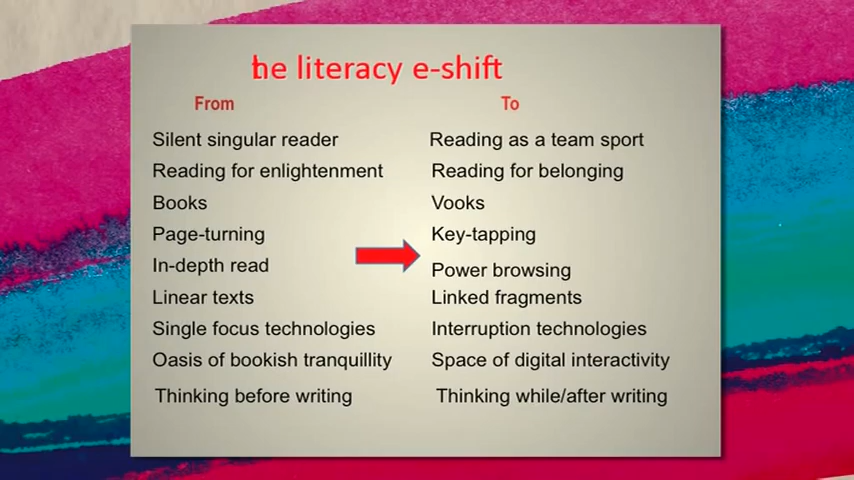 the literacy e-shift
From To
Silent singular reader Reading as a team sport
Reading for enlightenment Reading for belonging
Books Vooks
Page-turning Key-tapping
In-depth read Power browsing
Linear texts Linked fragments
Single focus technologies Interruption technologies
Oasis of bookish tranquillity Space of digital interactivity
Thinking before writing Thinking while/after writing